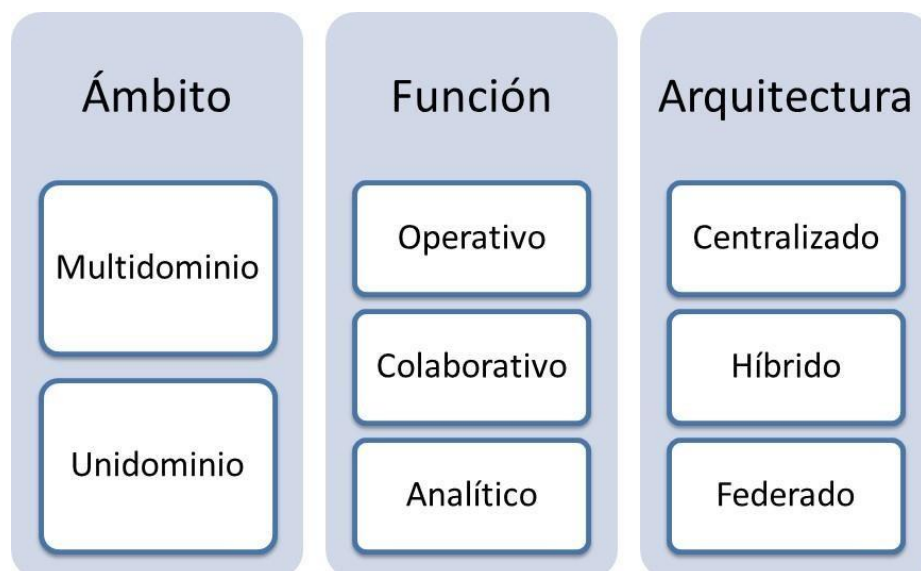 Ámbito
Multidominio
Unidominio
Función
Operativo
Colaborativo
Analítico
Arquitectura
Centralizado
Híbrido
Federado